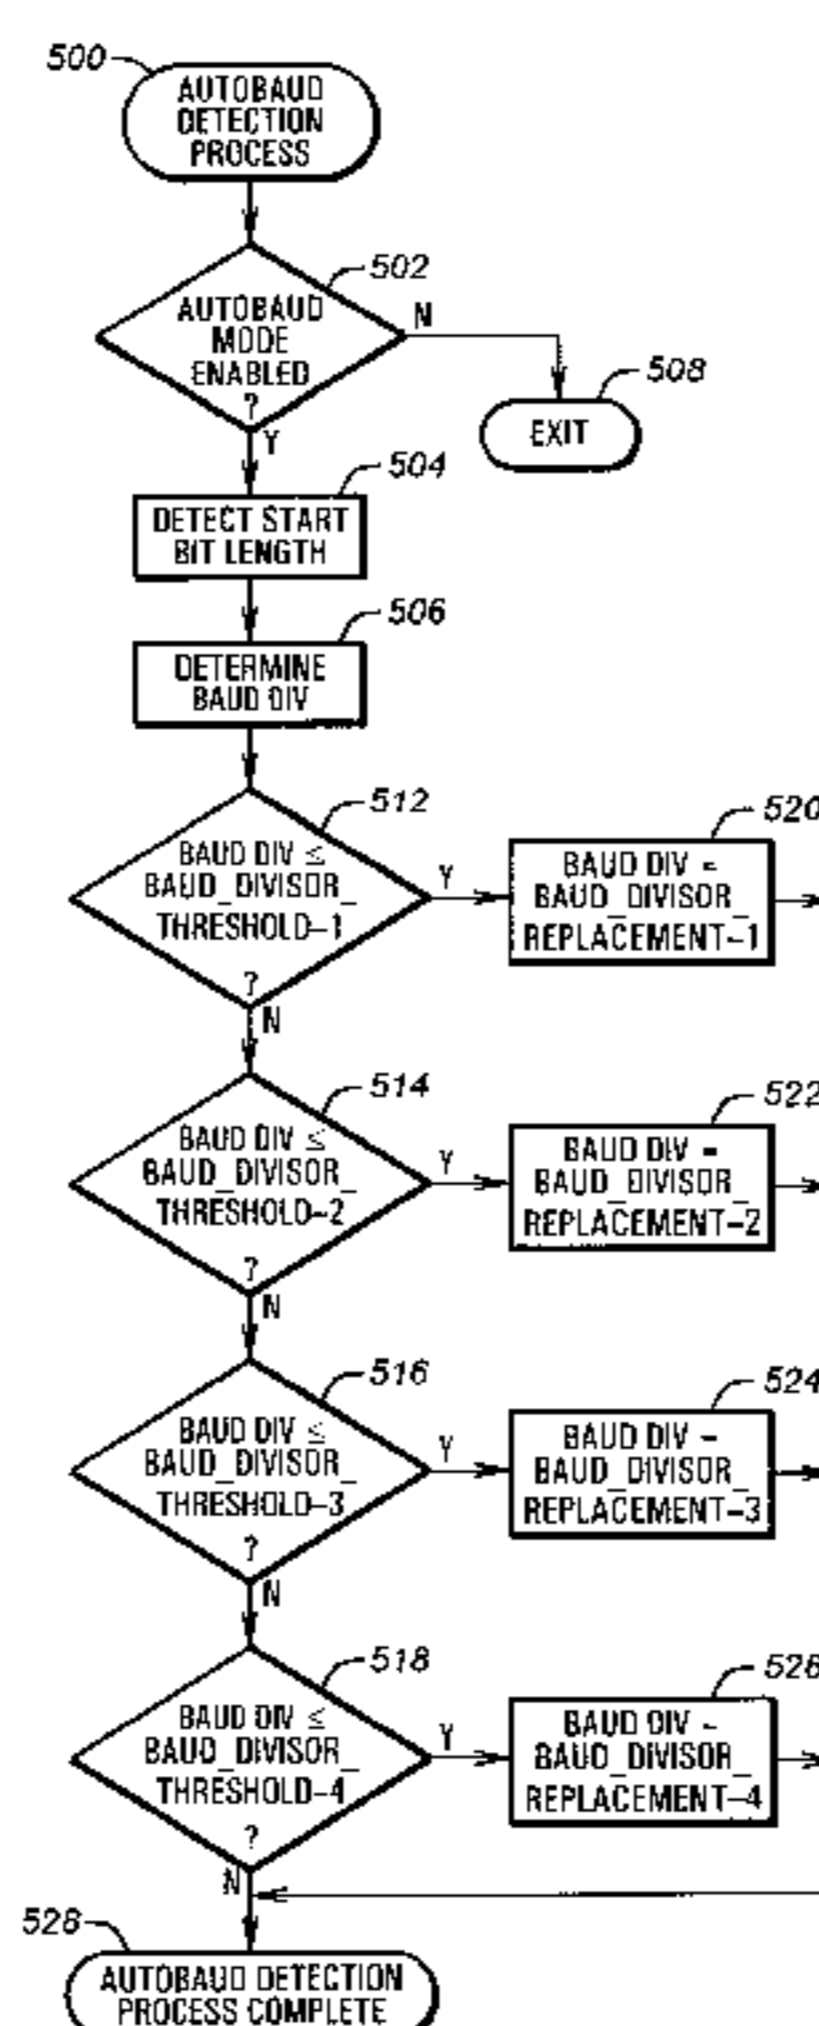 500
AUTOBAUD
DETECTION
PROCESS
502
AUTOBAUD
MODE
ENABLED
?
N
Y
508
EXIT
504
DETECT START
BIT LENGTH
506
DETERMINE
BAUD DIV
512
BAUD DIV ≤
BAUD_DIVISOR_
THRESHOLD-1
?
Y
N
520
BAUD DIV =
BAUD_DIVISOR_
REPLACEMENT-1
514
BAUD DIV ≤
BAUD_DIVISOR_
THRESHOLD-2
?
Y
N
522
BAUD DIV =
BAUD_DIVISOR_
REPLACEMENT-2
516
BAUD DIV ≤
BAUD_DIVISOR_
THRESHOLD-3
?
Y
N
524
BAUD DIV =
BAUD_DIVISOR_
REPLACEMENT-3
518
BAUD DIV ≤
BAUD_DIVISOR_
THRESHOLD-4
?
Y
N
526
BAUD DIV =
BAUD_DIVISOR_
REPLACEMENT-4
528
AUTOBAUD DETECTION
PROCESS COMPLETE